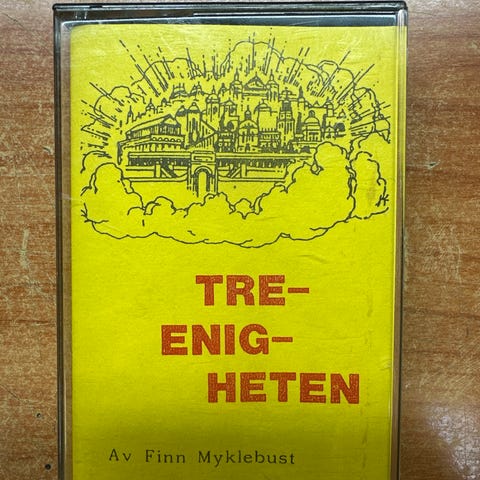 TRE-
ENIG-
HETEN
Av Finn Myklebust